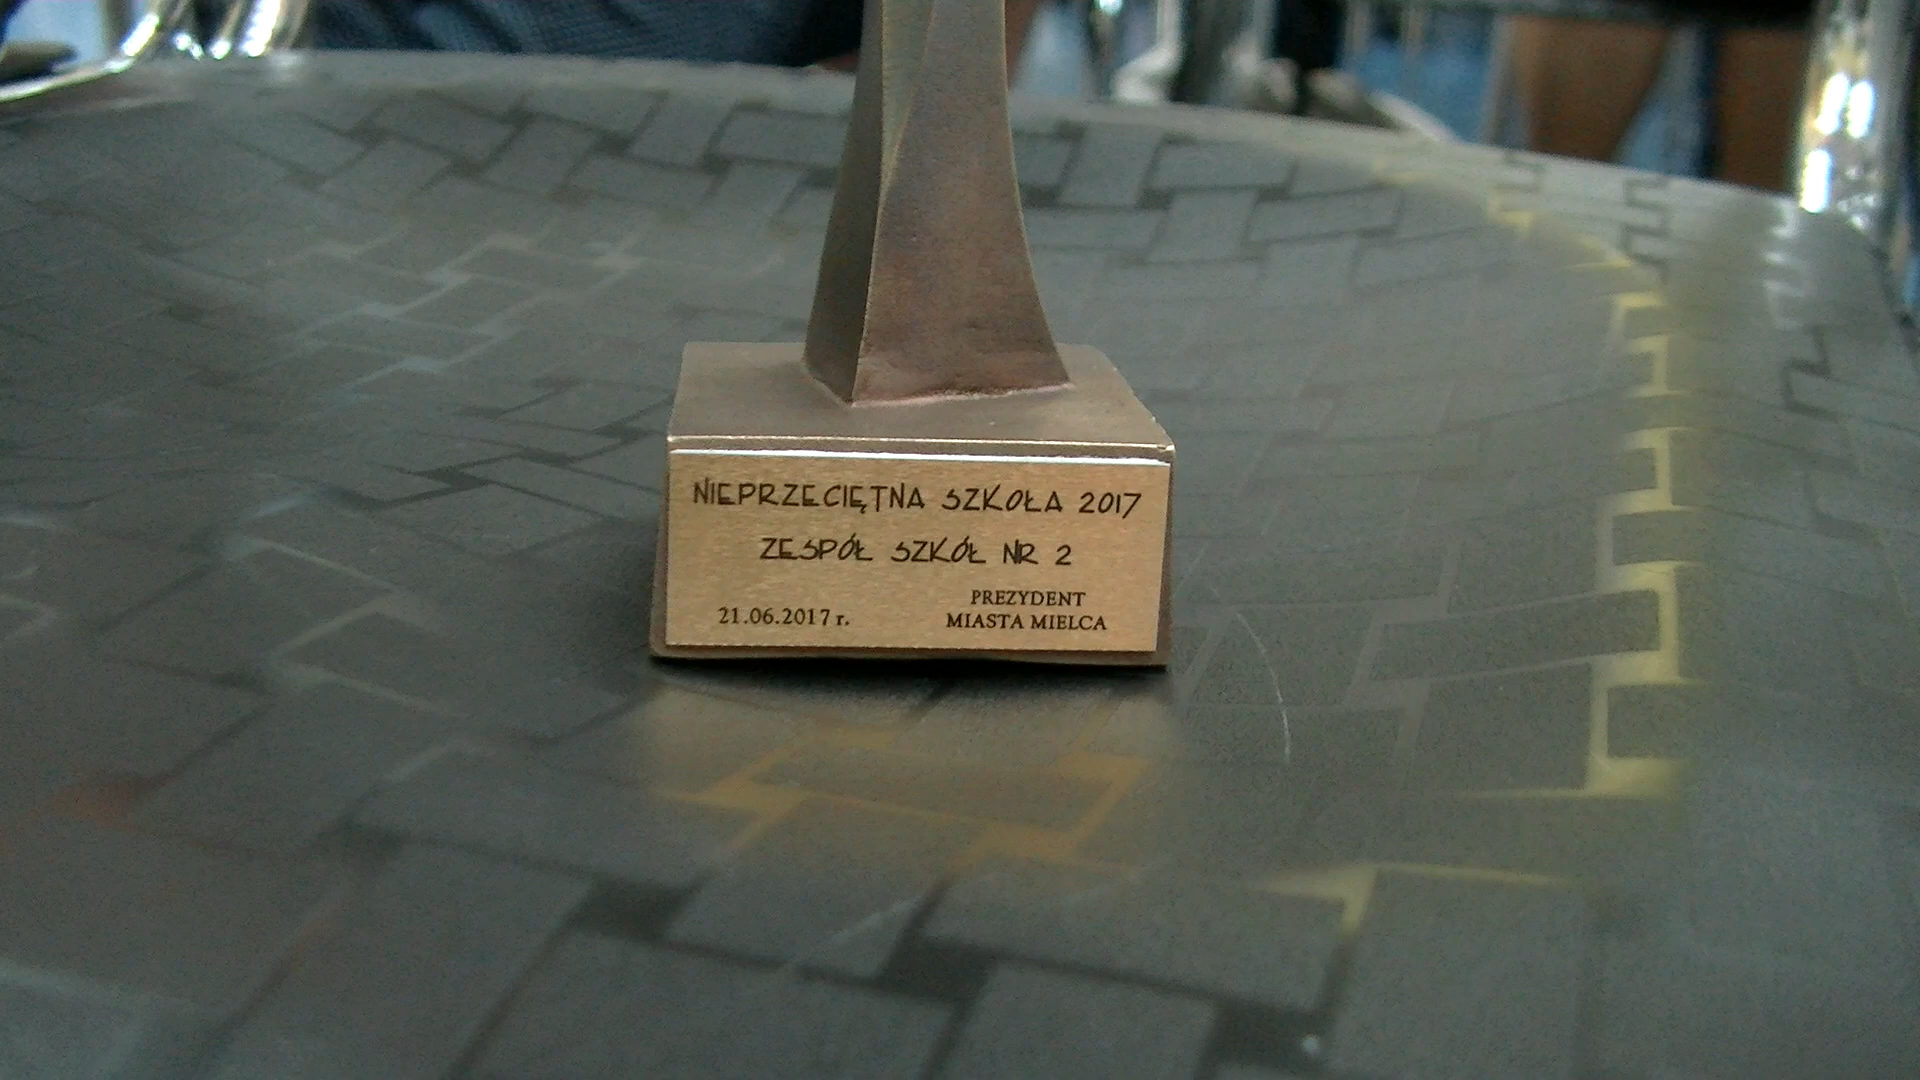 NIEPRZECIĘTNA SZKOŁA 2017
ZESPÓŁ SZKÓŁ NR 2
21.06.2017 r.
PREZYDENT
MIASTA MIELCA